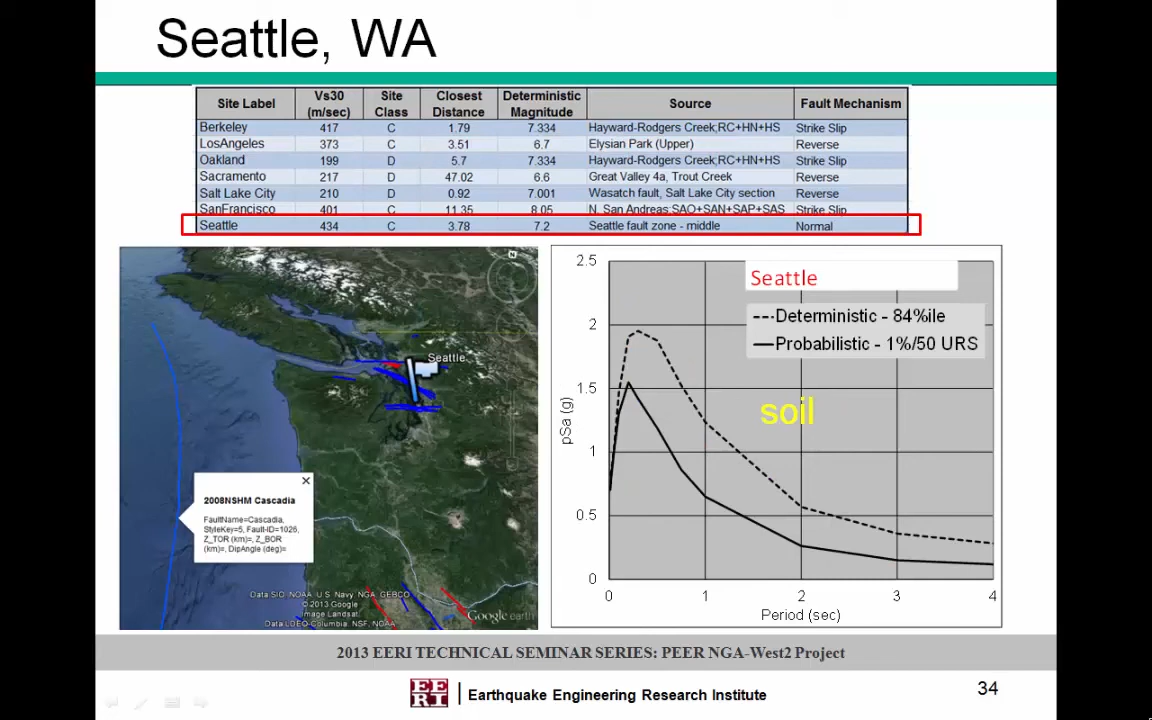 Seattle, WA
Site Label Vs30 (m/sec) Site Class Closest Distance Deterministic Magnitude Source Fault Mechanism
Berkeley 417 C 1.79 7.334 Hayward-Rodgers Creek;RC+HN+HS Strike Slip
LosAngeles 373 C 3.51 6.7 Elysian Park (Upper) Reverse
Oakland 199 D 5.7 7.334 Hayward-Rodgers Creek;RC+HN+HS Strike Slip
Sacramento 217 D 47.02 6.6 Great Valley 4a, Trout Creek Reverse
Salt Lake City 210 D 0.92 7.001 Wasatch fault, Salt Lake City section Reverse
SanFrancisco 401 C 11.35 8.05 N. San Andreas:SAO+SAN+SAP+SAS Strike Slip
Seattle 434 C 3.78 7.2 Seattle fault zone - middle Normal
N
Seattle
2008NSHM Cascadia
FaultName=Cascadia,
StyleKey=5, Fault-ID=1026,
Z_TOR (km)=, Z_BOR
(km)=, DipAngle (deg)=
Data SIO, NOAA, U.S. Navy, NGA, GEBCO
© 2013 Google
Image Landsat
Data LDEO-Columbia, NSF, NOAA
Google earth
Seattle
Deterministic - 84%ile
Probabilistic - 1%/50 URS
soil
pSa (g)
2.5
2
1.5
1
0.5
0
0 1 2 3 4
Period (sec)
2013 EERI TECHNICAL SEMINAR SERIES: PEER NGA-West2 Project
EERI
Earthquake Engineering Research Institute
34